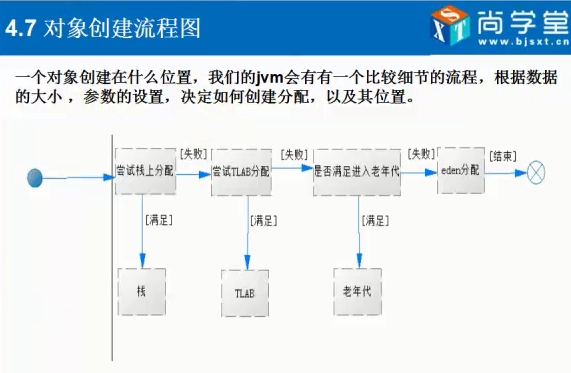 4.7 对象创建流程图
尚学堂
www.bjsxt.com
一个对象创建在什么位置，我们的jvm会有有一个比较细节的流程，根据数据
的大小 ，参数的设置，决定如何创建分配，以及其位置。
尝试栈上分配
[失败]
尝试TLAB分配
[失败]
是否满足进入老年代
[失败]
eden分配
[结束]
[满足]
[满足]
[满足]
栈
TLAB
老年代